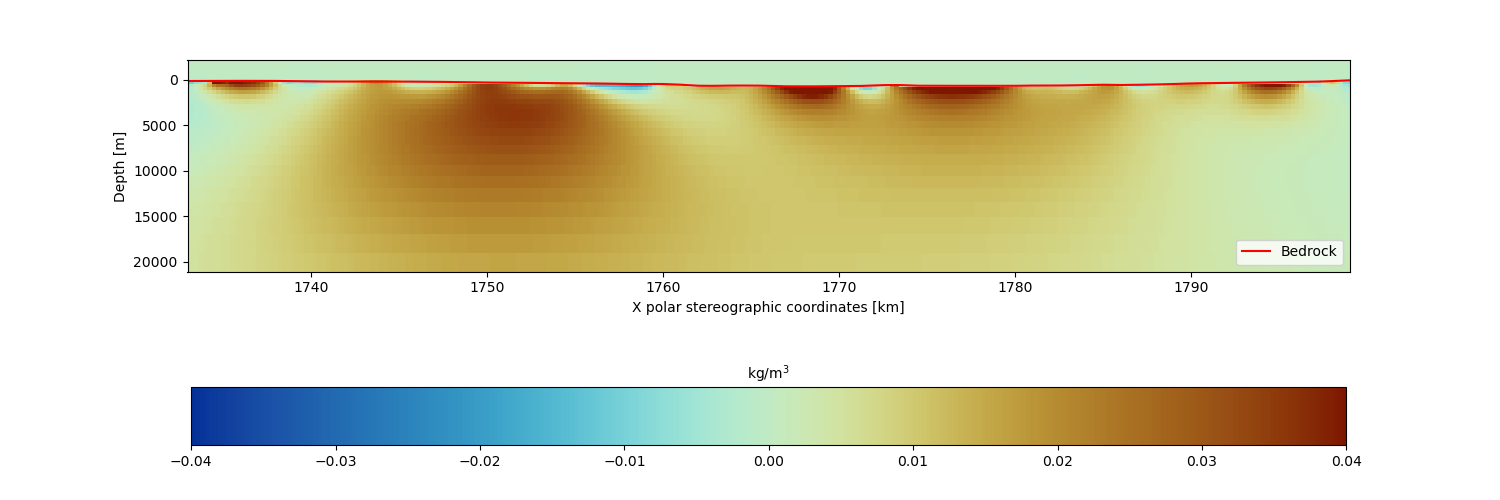 0
5000
10000
15000
20000
Depth [m]
Bedrock
1740 1750 1760 1770 1780 1790
X polar stereographic coordinates [km]
kg/m³
−0.04 −0.03 −0.02 −0.01 0.00 0.01 0.02 0.03 0.04